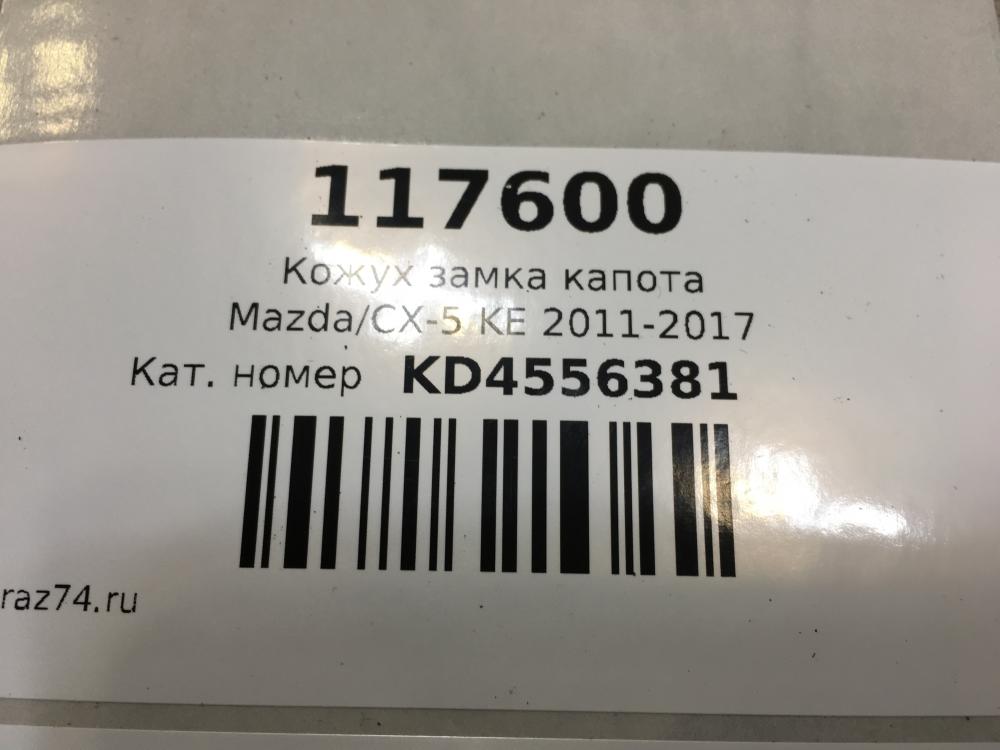 117600
Кожух замка капота
Mazda/CX-5 KE 2011-2017
Кат. номер KD4556381
raz74.ru